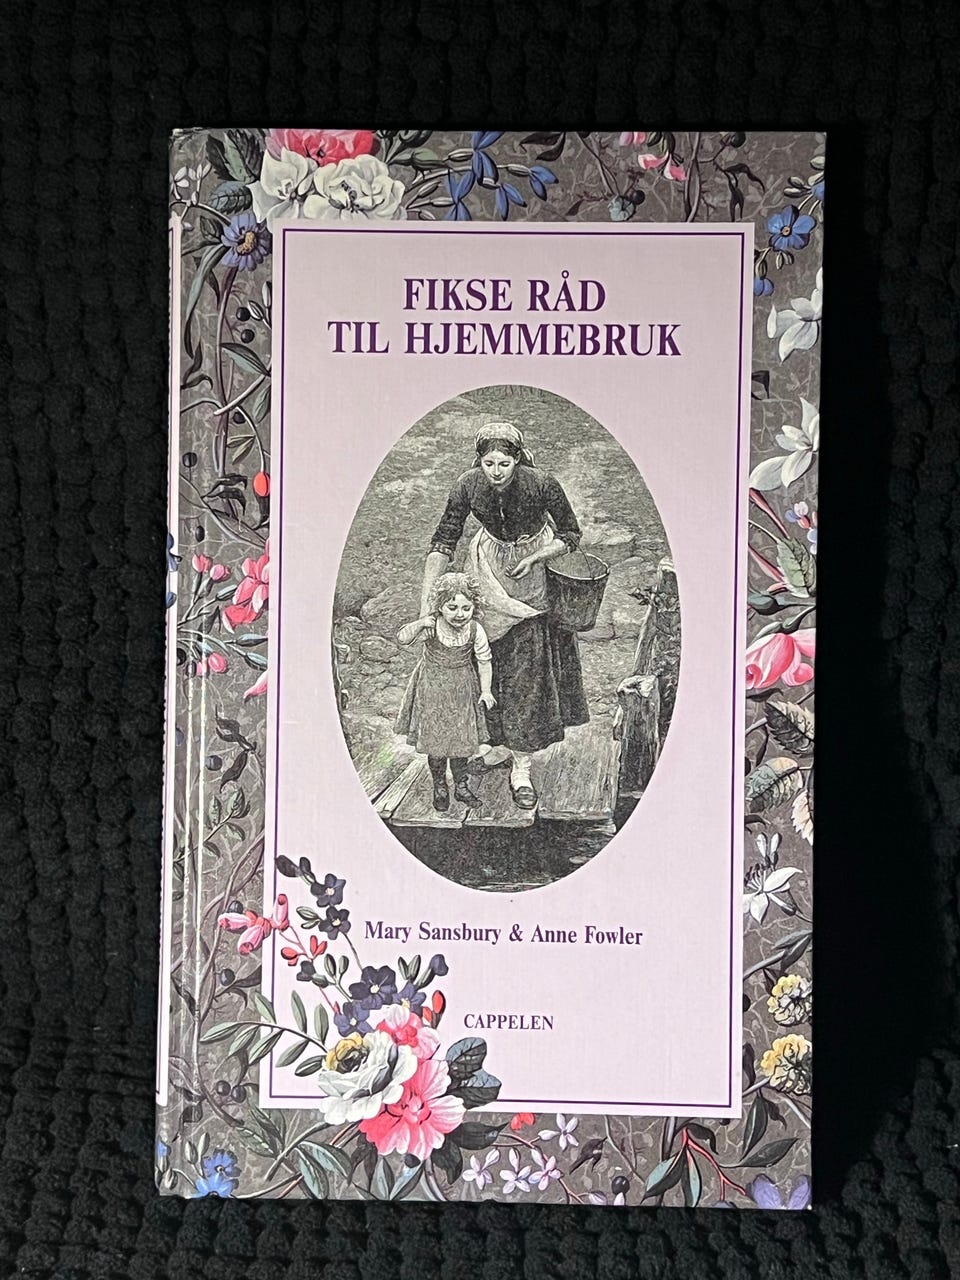 FIKSE RÅD
TIL HJEMMEBRUK
Mary Sansbury & Anne Fowler
CAPPELEN